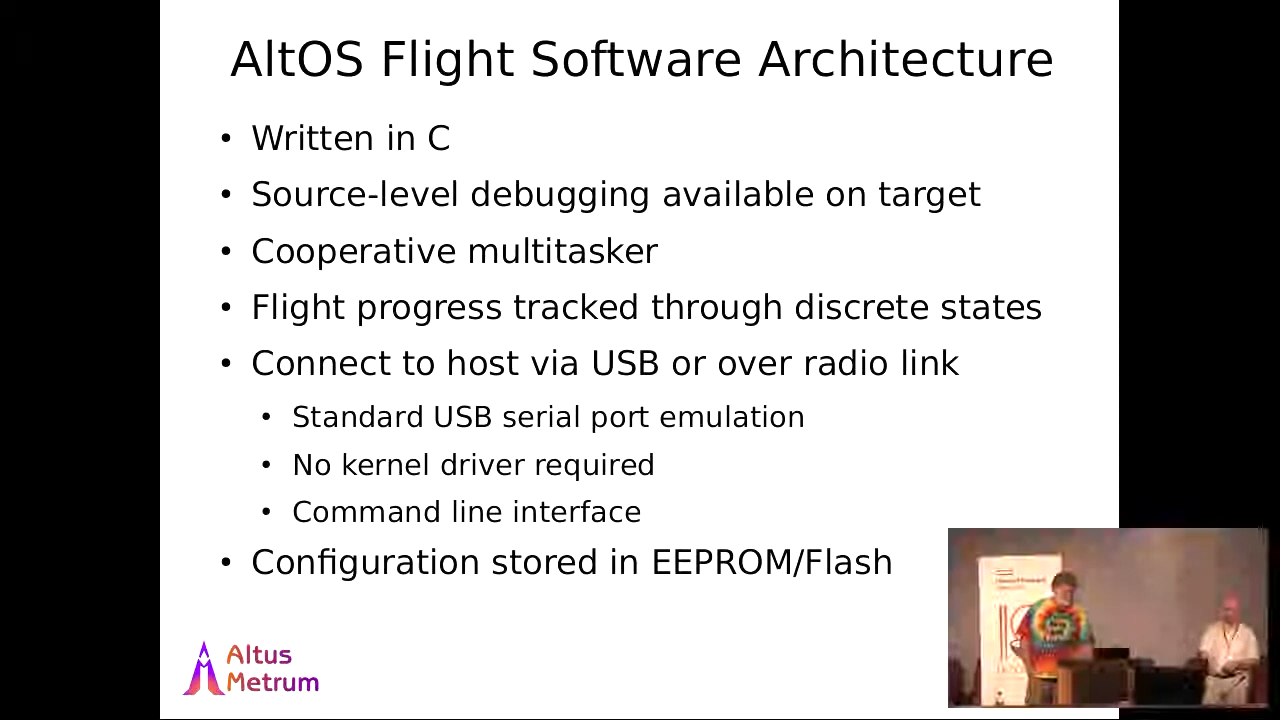 AltOS Flight Software Architecture
• Written in C
• Source-level debugging available on target
• Cooperative multitasker
• Flight progress tracked through discrete states
• Connect to host via USB or over radio link
• Standard USB serial port emulation
• No kernel driver required
• Command line interface
• Configuration stored in EEPROM/Flash
Altus
Metrum